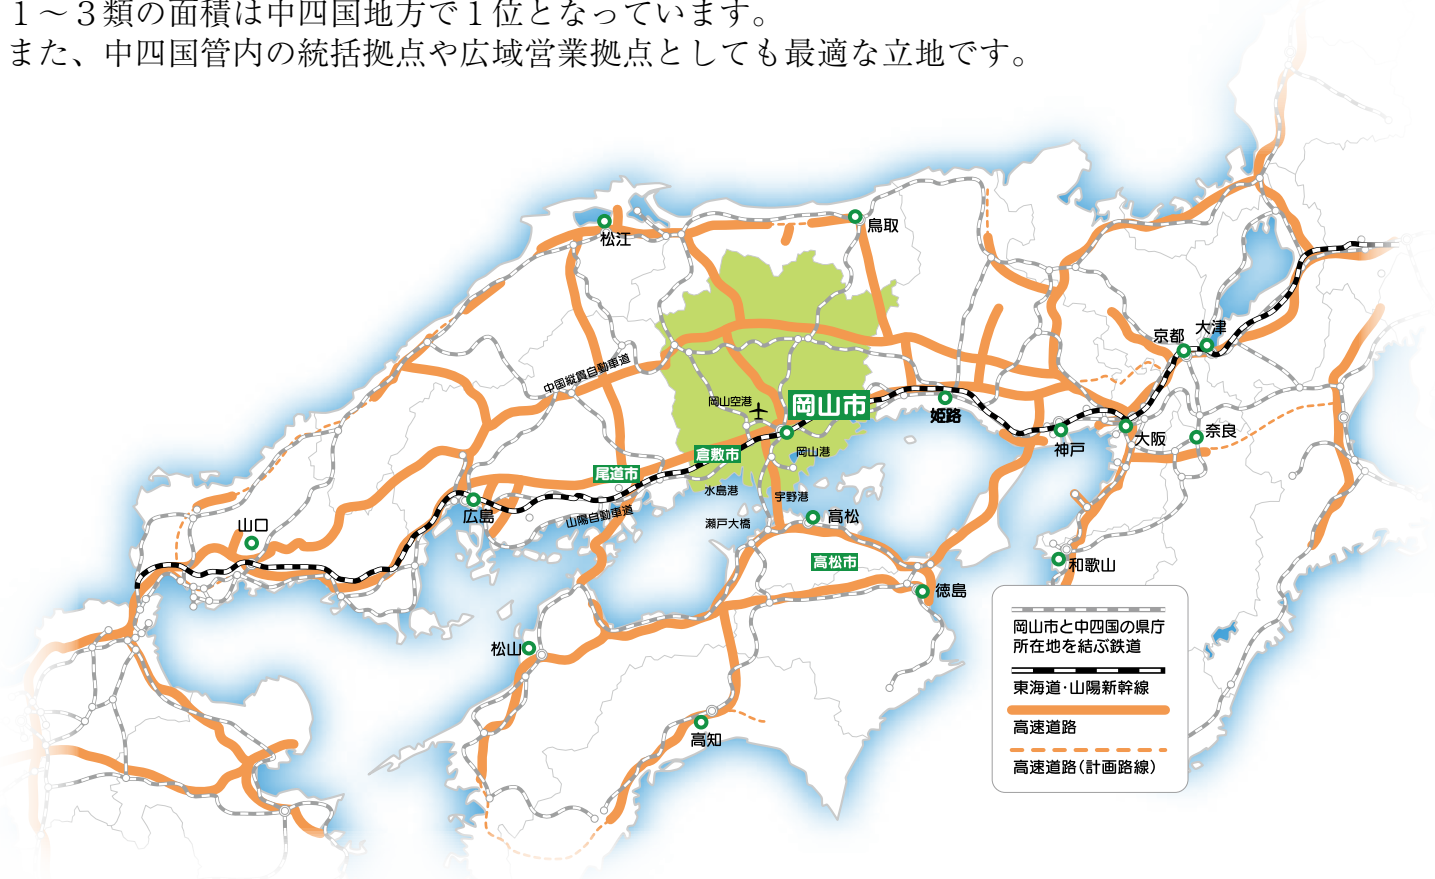 １～３類の面積は中四国地方で１位となっています。
また、中四国管内の統括拠点や広域営業拠点としても最適な立地です。
松江
鳥取
京都
大津
中国縦貫自動車道
岡山空港
岡山市
姫路
大阪
奈良
神戸
倉敷市
岡山港
尾道市
水島港
宇野港
広島
山陽自動車道
瀬戸大橋
高松
山口
高松市
和歌山
徳島
松山
高知
岡山市と中四国の県庁
所在地を結ぶ鉄道
東海道・山陽新幹線
高速道路
高速道路（計画路線）